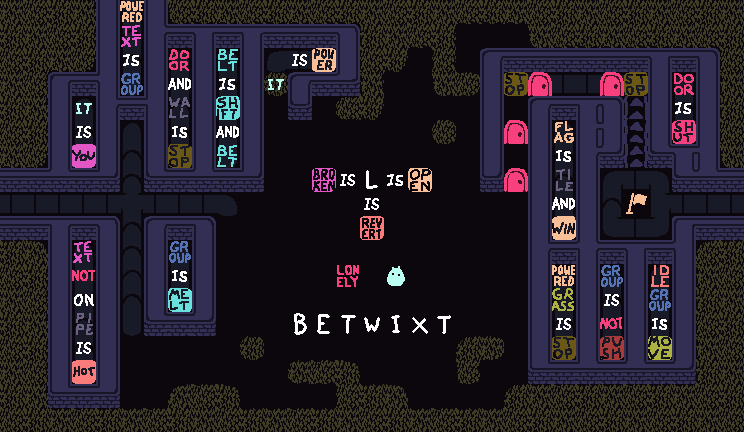 POWERED TEXT IS GROUP
IT IS YOU
DOOR AND WALL IS STOP
BELT IS SHIFT AND BELT
IS POWER
IT
STOP
STOP
DOOR IS SHUT
FLAG IS TILE AND WIN
BROKEN IS L IS OPEN
IS
REVERT
LONELY
BETWIXT
TEXT NOT ON PIPE IS HOT
GROUP IS MELT
POWERED GRASS IS STOP
GROUP IS NOT PUSH
IDLE GROUP IS MOVE